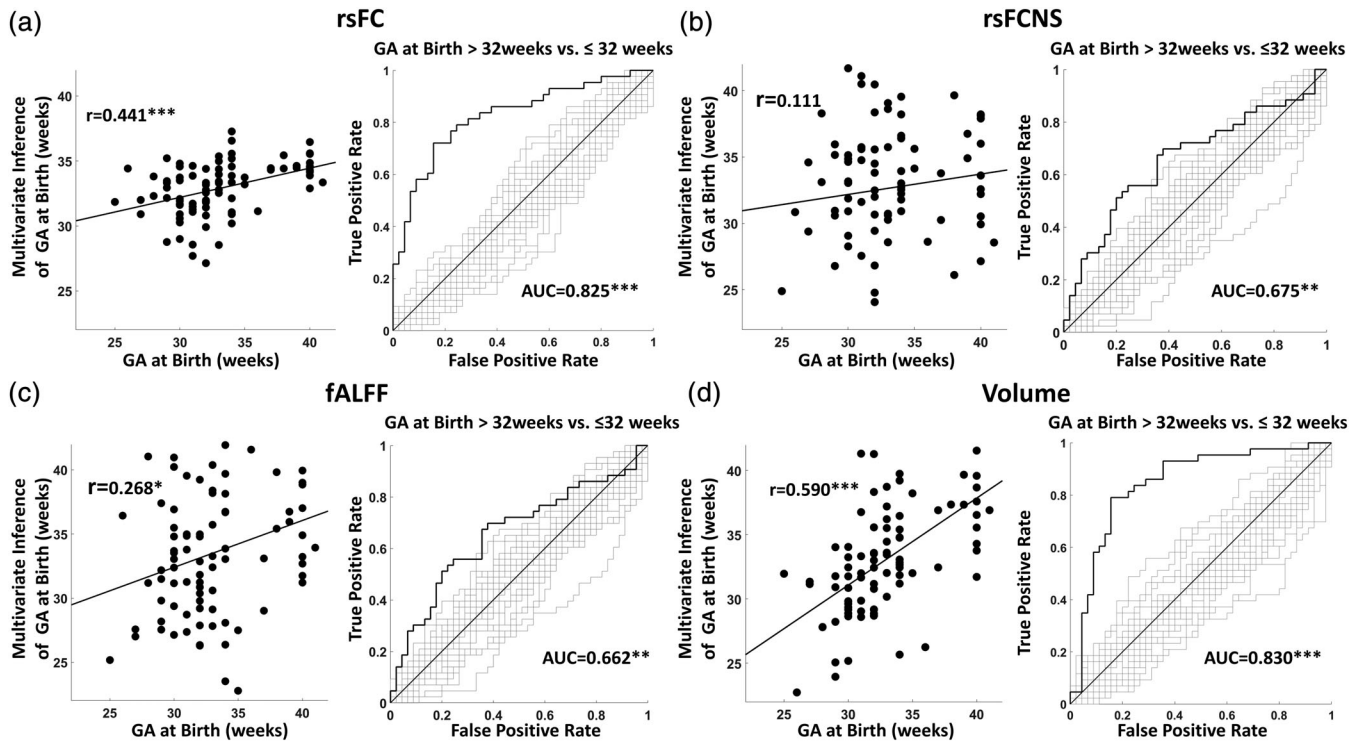 (a)
rsFC
r=0.441***
Multivariate Inference
of GA at Birth (weeks)
40
35
30
25
25
30
35
40
GA at Birth (weeks)
GA at Birth > 32weeks vs. ≤ 32 weeks
True Positive Rate
1
0.8
0.6
0.4
0.2
0
0
0.2
0.4
0.6
0.8
1
AUC=0.825***
False Positive Rate
(b)
rsFCNS
r=0.111
Multivariate Inference
of GA at Birth (weeks)
40
35
30
25
25
30
35
40
GA at Birth (weeks)
GA at Birth > 32weeks vs. ≤32 weeks
True Positive Rate
1
0.8
0.6
0.4
0.2
0
0
0.2
0.4
0.6
0.8
1
AUC=0.675**
False Positive Rate
(c)
fALFF
r=0.268*
Multivariate Inference
of GA at Birth (weeks)
40
35
30
25
25
30
35
40
GA at Birth (weeks)
GA at Birth > 32weeks vs. ≤32 weeks
True Positive Rate
1
0.8
0.6
0.4
0.2
0
0
0.2
0.4
0.6
0.8
1
AUC=0.662**
False Positive Rate
(d)
Volume
r=0.590***
Multivariate Inference
of GA at Birth (weeks)
40
35
30
25
25
30
35
40
GA at Birth (weeks)
GA at Birth > 32weeks vs. ≤ 32 weeks
True Positive Rate
1
0.8
0.6
0.4
0.2
0
0
0.2
0.4
0.6
0.8
1
AUC=0.830***
False Positive Rate